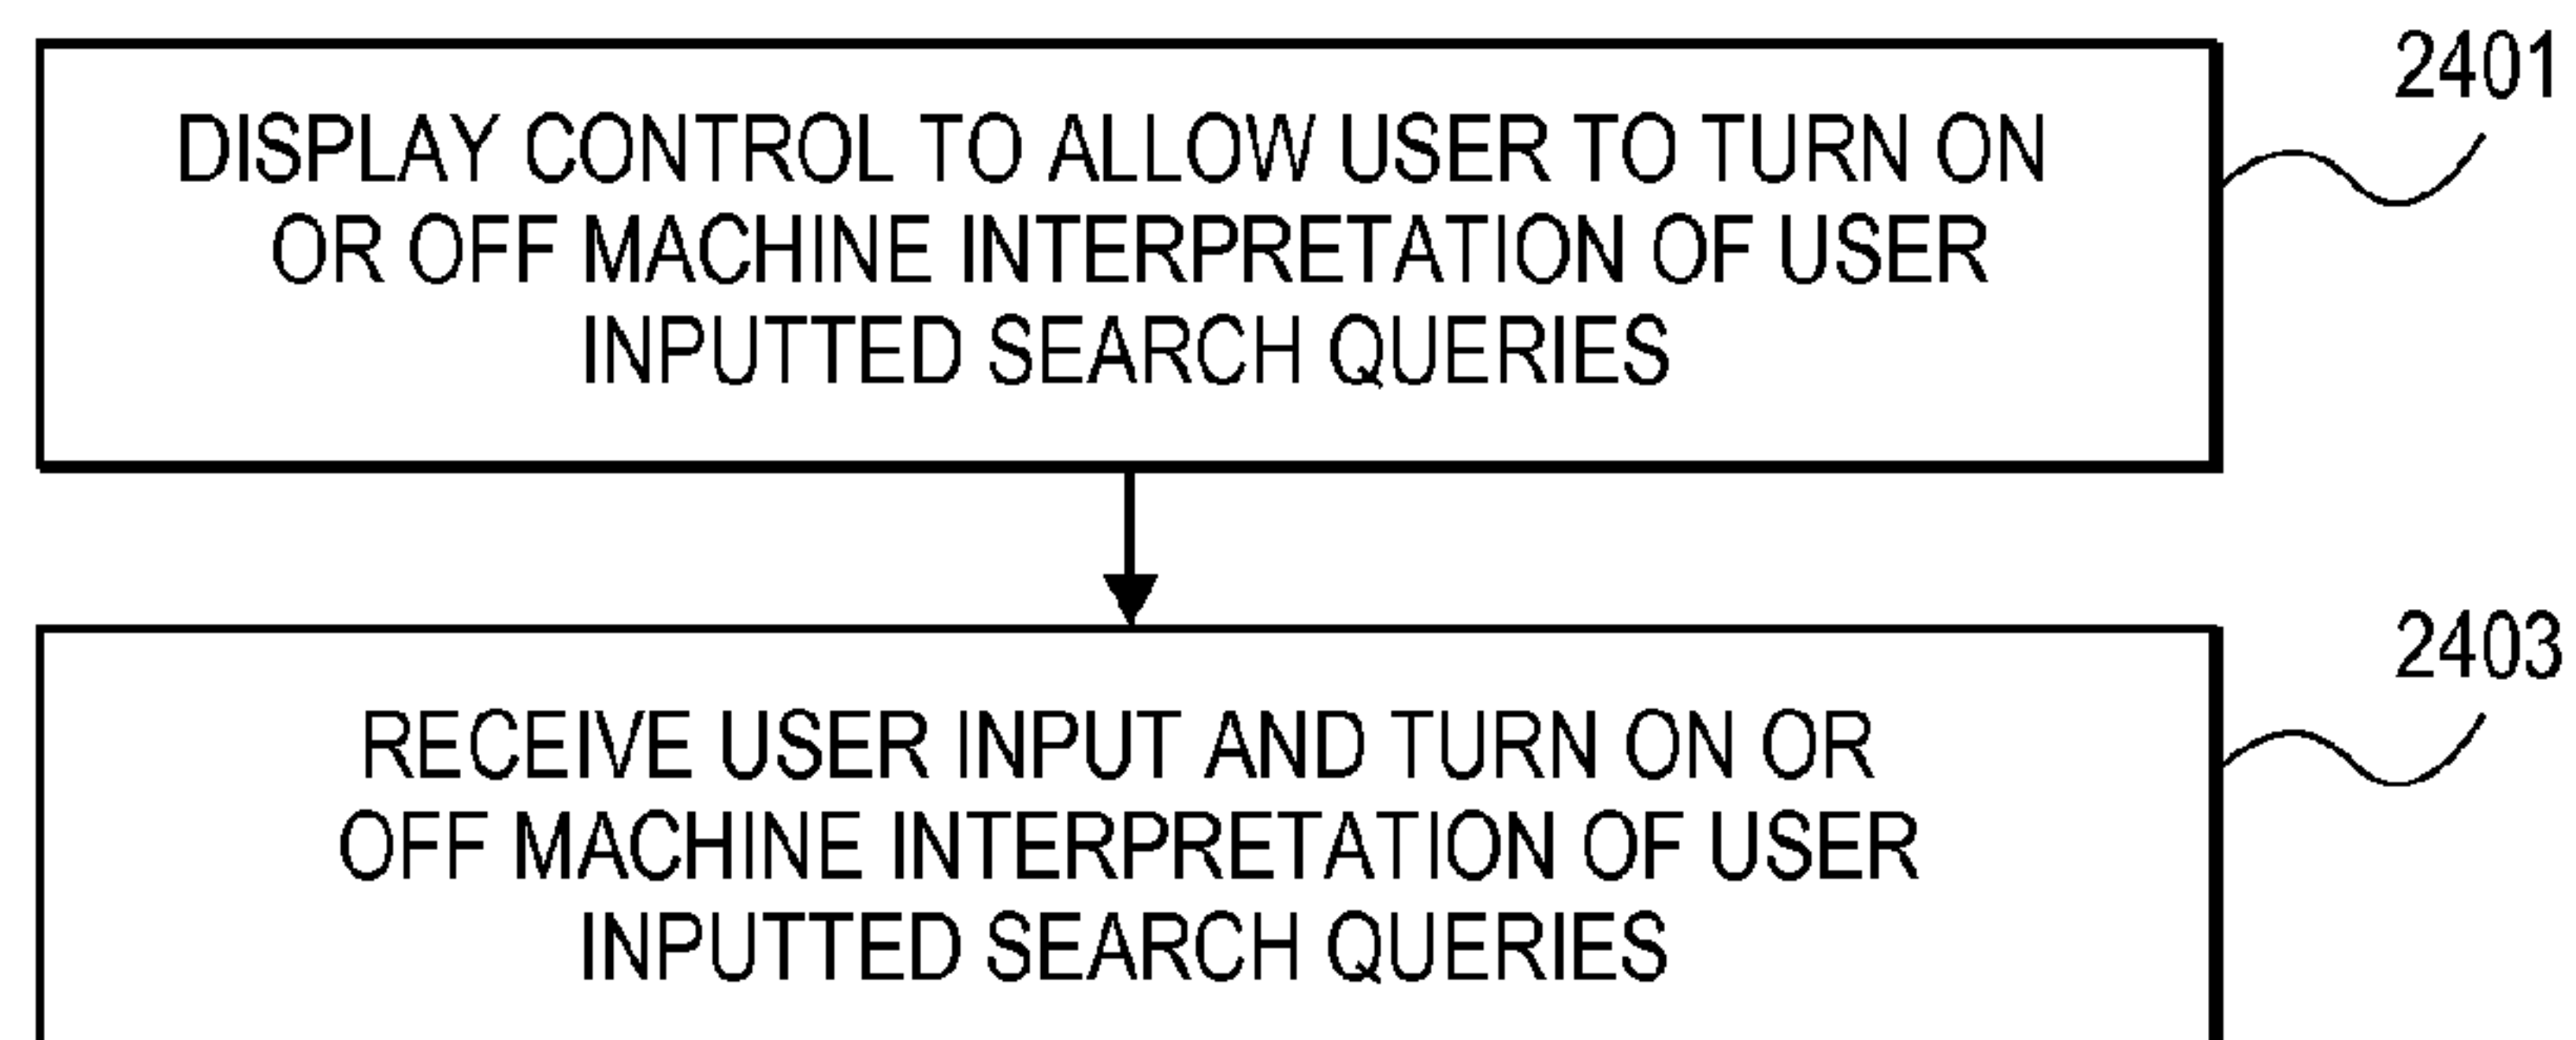 2401
DISPLAY CONTROL TO ALLOW USER TO TURN ON
OR OFF MACHINE INTERPRETATION OF USER
INPUTTED SEARCH QUERIES
2403
RECEIVE USER INPUT AND TURN ON OR
OFF MACHINE INTERPRETATION OF USER
INPUTTED SEARCH QUERIES